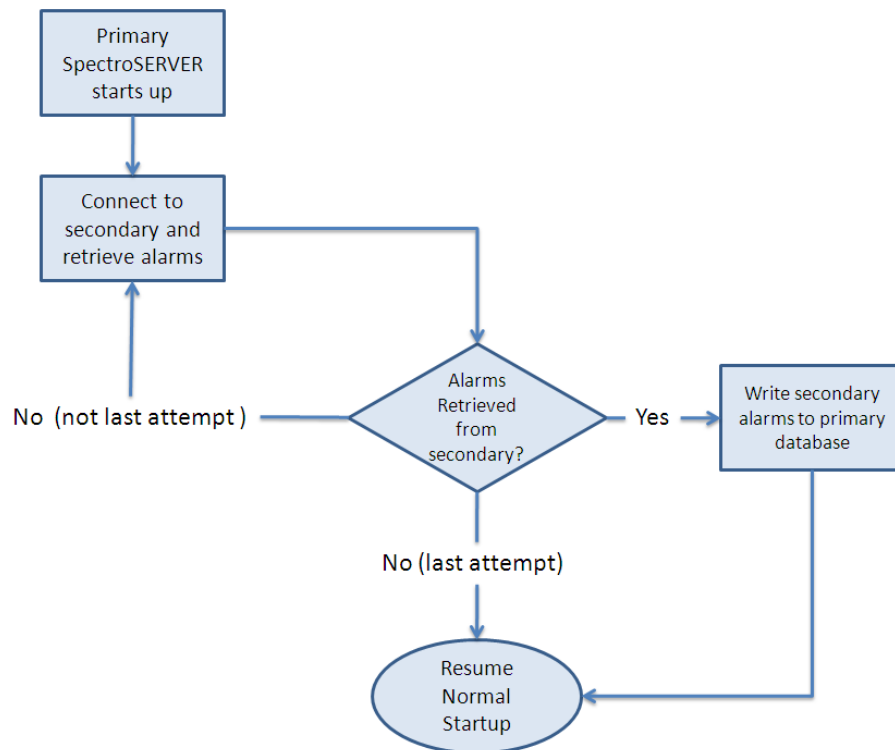 Primary
SpectroSERVER
starts up
Connect to
secondary and
retrieve alarms
Alarms
Retrieved
from
secondary?
No (not last attempt )
Yes
Write secondary
alarms to primary
database
No (last attempt)
Resume
Normal
Startup